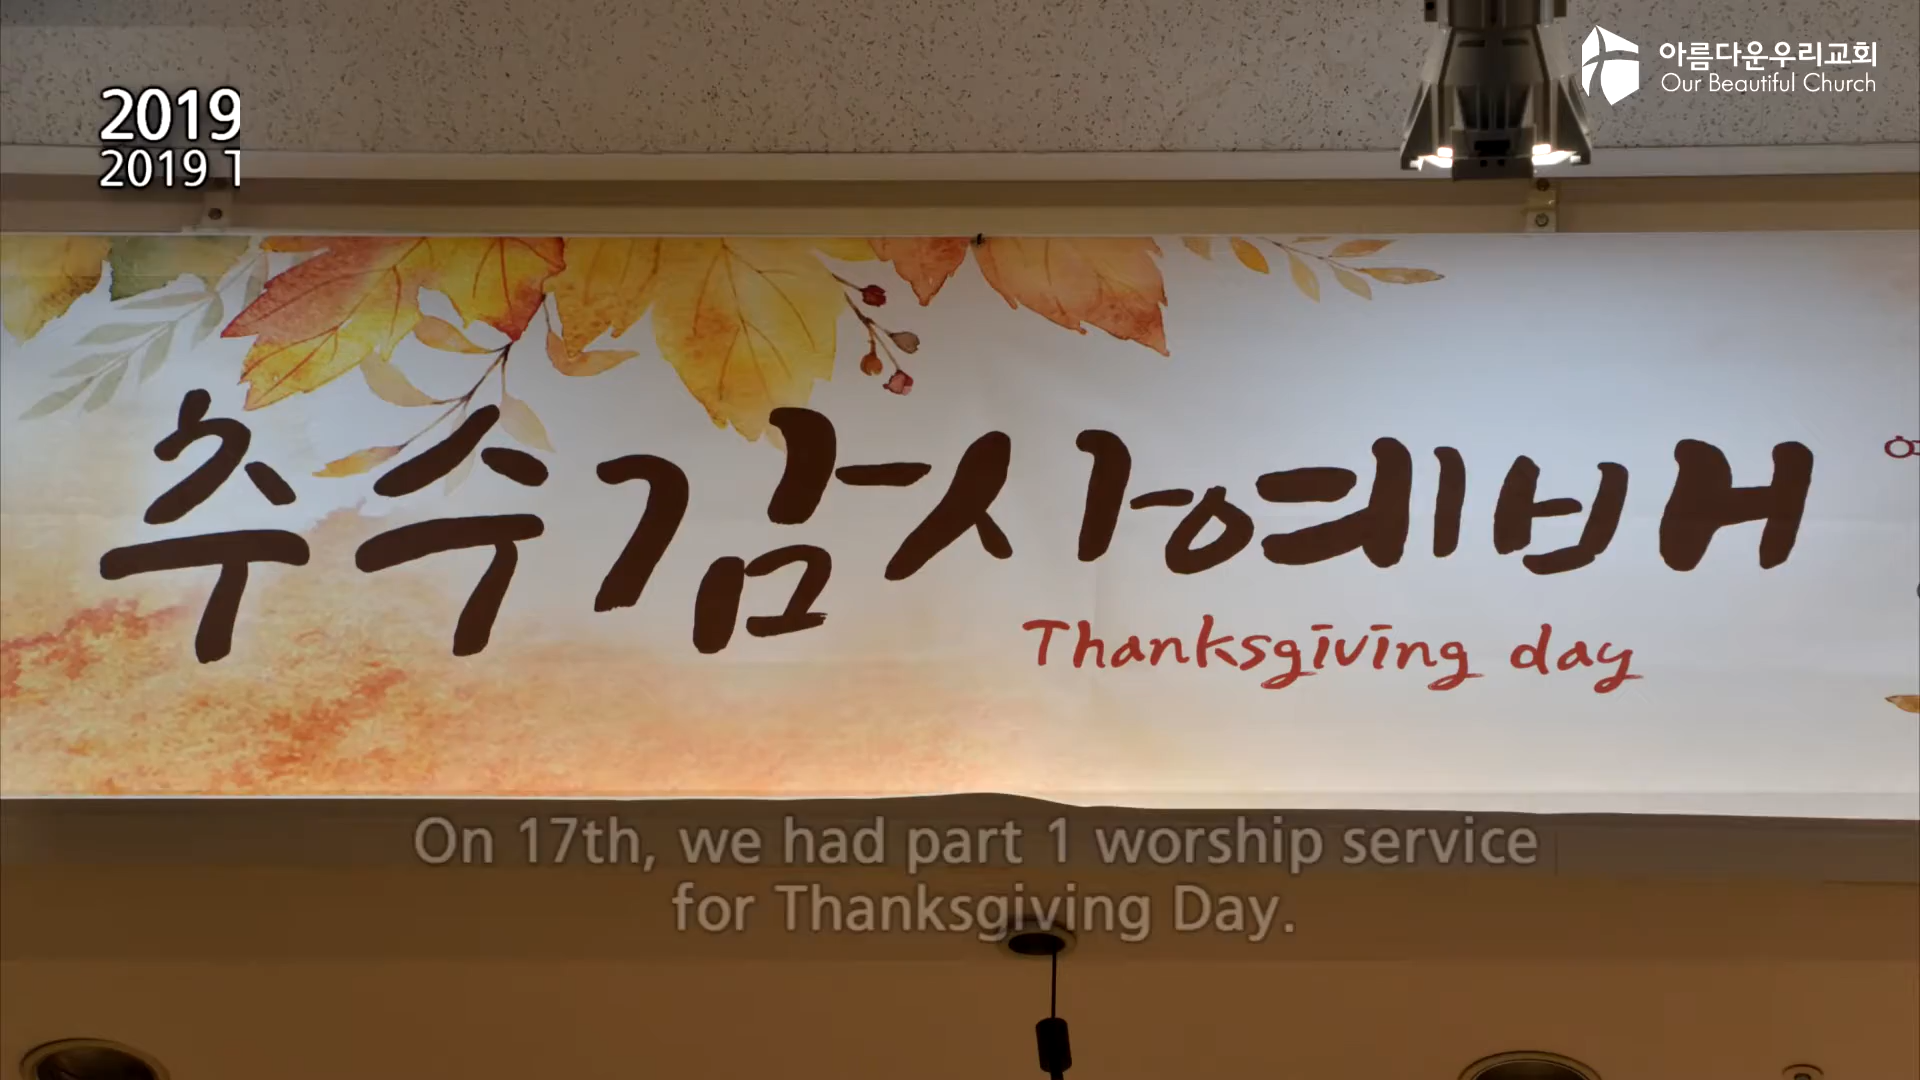 아름다운우리교회
Our Beautiful Church
2019
2019 T
추수감사예배
Thanksgiving day
On 17th, we had part 1 worship service
for Thanksgiving Day.